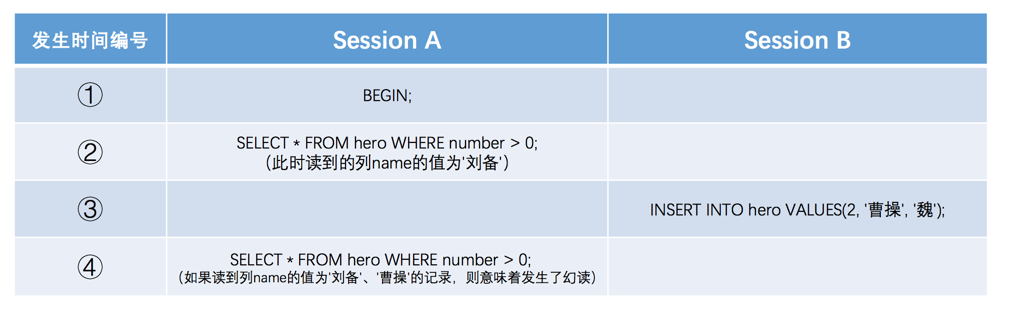 发生时间编号 Session A Session B
① BEGIN;
② SELECT * FROM hero WHERE number > 0;
（此时读到的列name的值为'刘备'）
③ INSERT INTO hero VALUES(2, '曹操', '魏');
④ SELECT * FROM hero WHERE number > 0;
（如果读到列name的值为'刘备'、'曹操'的记录，则意味着发生了幻读）